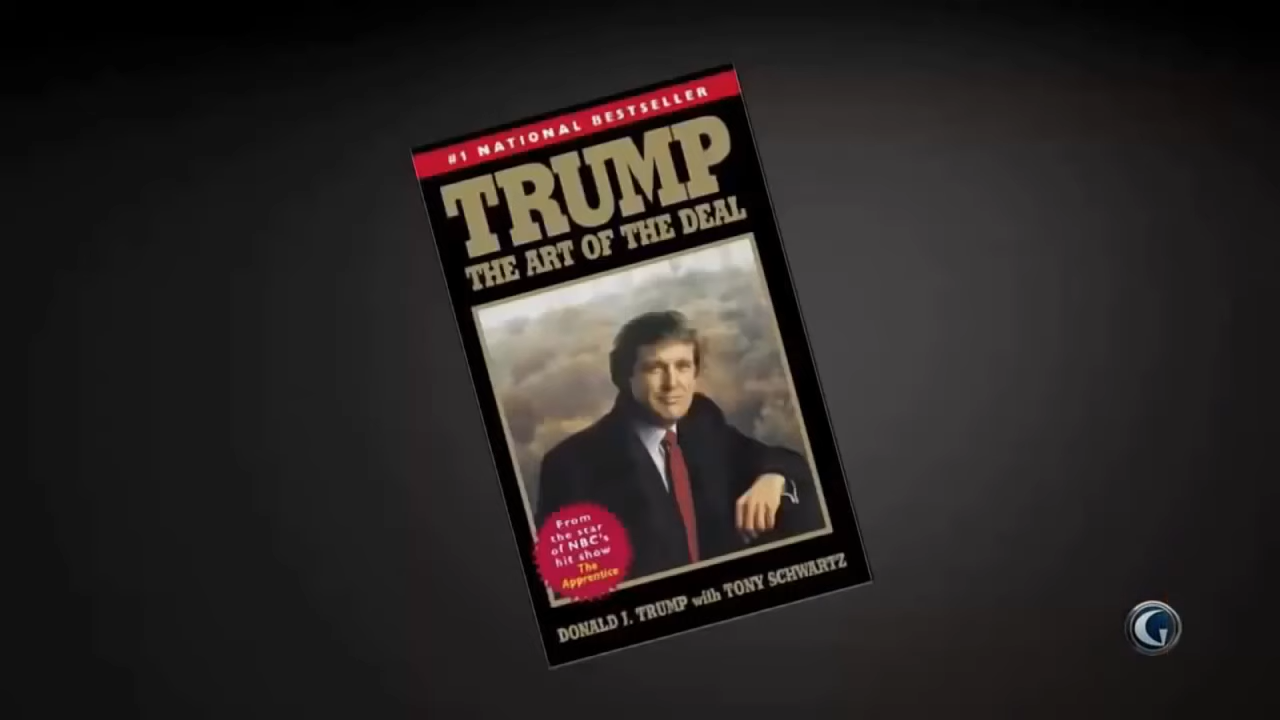 #1 NATIONAL BESTSELLER
TRUMP
THE ART OF THE DEAL
From
the star
of NBC's
hit show
The
Apprentice
DONALD J. TRUMP with TONY SCHWARTZ